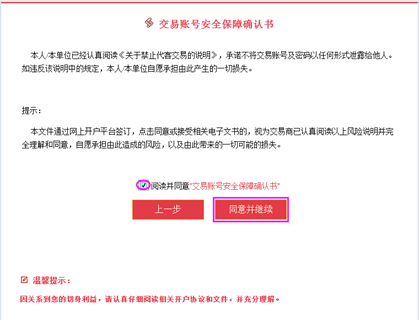 交易账号安全保障确认书
本人/本单位已经认真阅读《关于禁止代客交易的说明》，承诺不将交易账号及密码以任何形式泄露给他人。
如违反该说明中的规定，本人/本单位自愿承担由此产生的一切损失。
提示：
本文件通过网上开户平台签订，点击同意或接受相关电子文书的，视为交易商已认真阅读以上风险说明并完
全理解和同意，自愿承担由此造成的风险，以及由此带来的一切可能的损失。
阅读并同意"交易账号安全保障确认书"
上一步 同意并继续
温馨提示：
因关系到您的切身利益，请认真仔细阅读相关开户协议和文件，并充分理解。